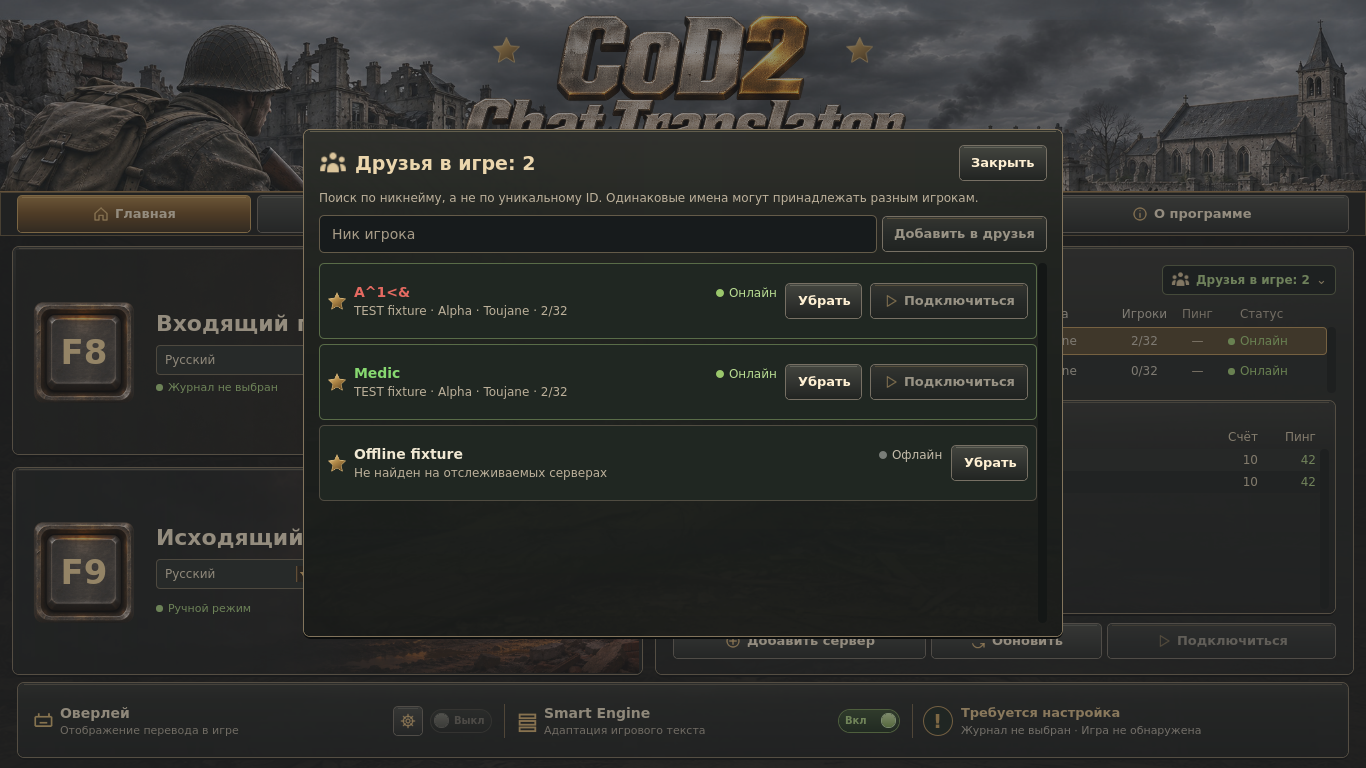 CoD2
Chat Translator
Друзья в игре: 2
Закрыть
Поиск по никнейму, а не по уникальному ID. Одинаковые имена могут принадлежать разным игрокам.
Ник игрока
Добавить в друзья
A^1<&
TEST fixture · Alpha · Toujane · 2/32
Онлайн
Убрать
Подключиться
Medic
TEST fixture · Alpha · Toujane · 2/32
Онлайн
Убрать
Подключиться
Offline fixture
Не найден на отслеживаемых серверах
Офлайн
Убрать
Главная
О программе
F8
Входящий
Русский
Журнал не выбран
F9
Исходящий
Русский
Ручной режим
Друзья в игре: 2
Игроки
Пинг
Статус
ne
2/32
—
Онлайн
ne
0/32
—
Онлайн
Счёт
Пинг
10
42
10
42
Добавить сервер
Обновить
Подключиться
Оверлей
Отображение перевода в игре
Выкл
Smart Engine
Адаптация игрового текста
Вкл
!
Требуется настройка
Журнал не выбран · Игра не обнаружена